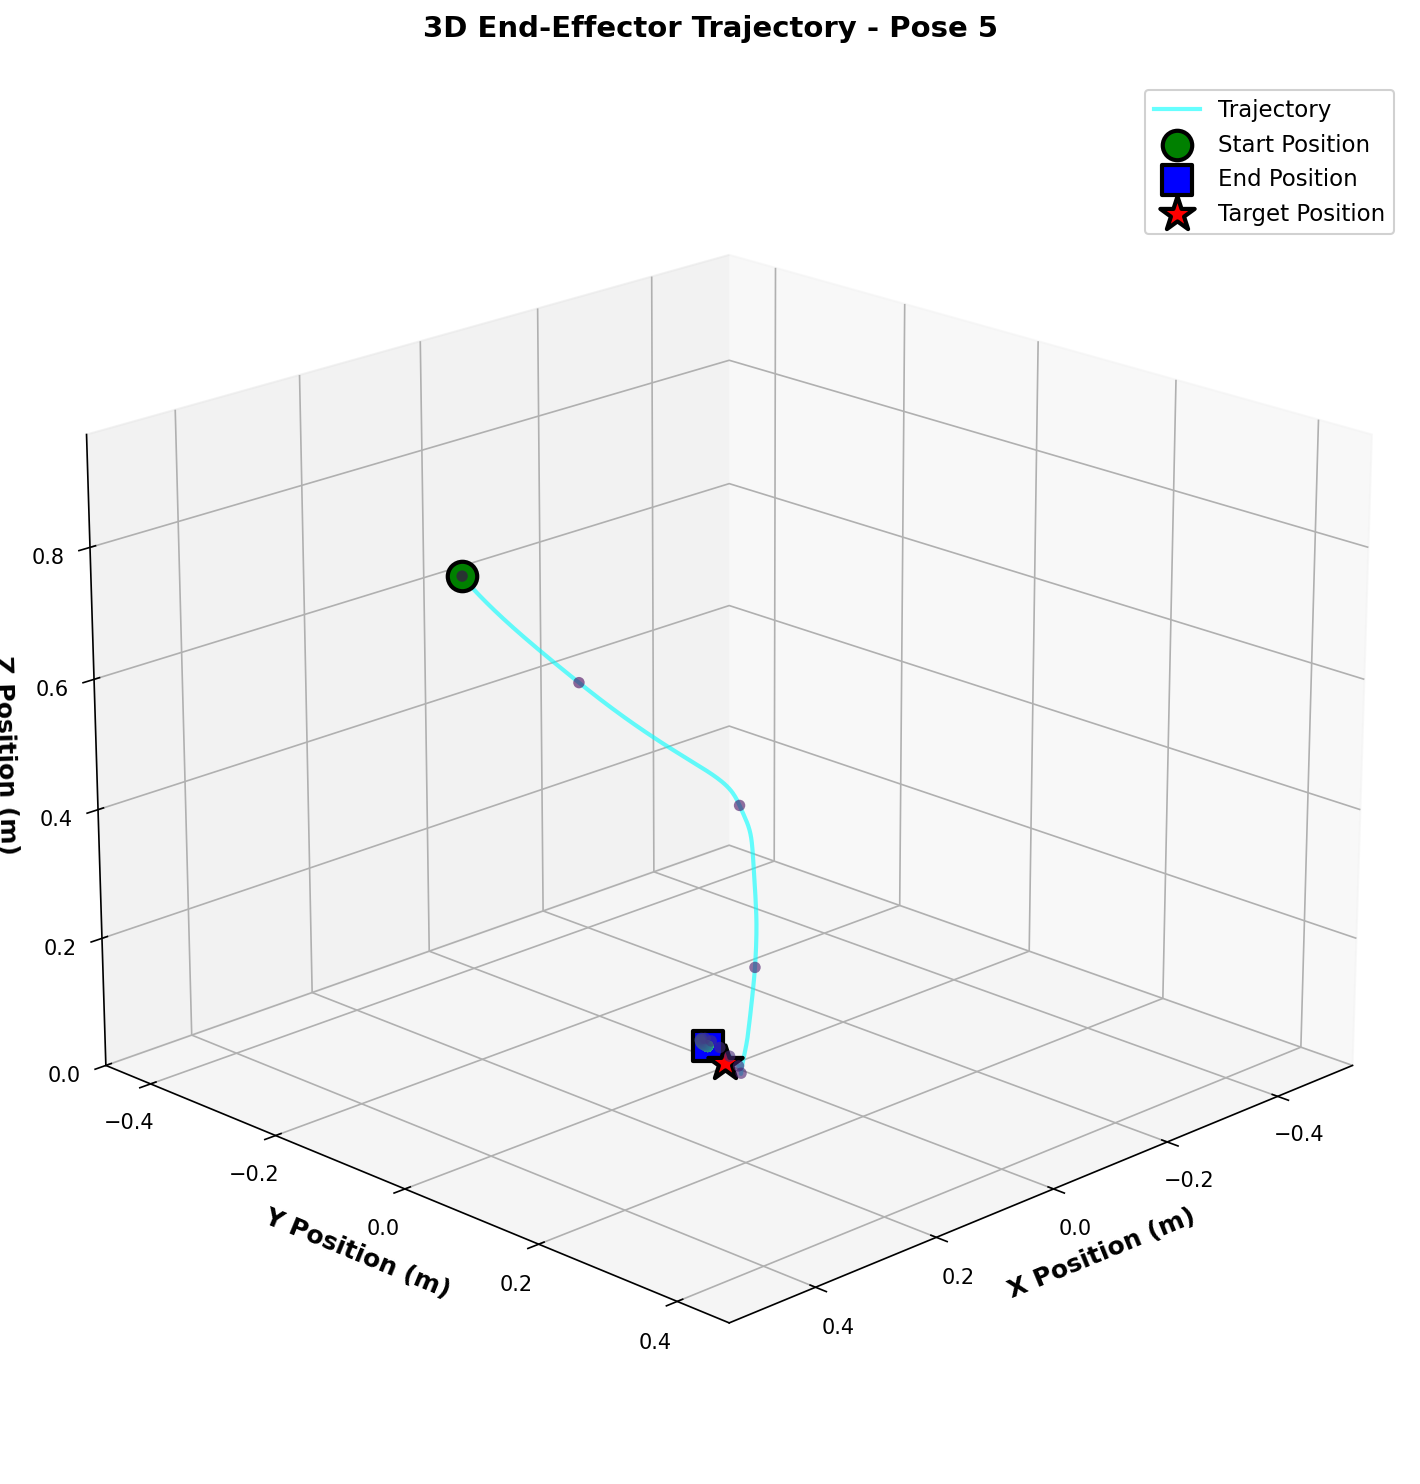 3D End-Effector Trajectory - Pose 5
Trajectory
Start Position
End Position
Target Position
0.8
0.6
0.4
0.2
0.0
Z Position (m)
−0.4
−0.2
0.0
0.2
0.4
Y Position (m)
−0.4
−0.2
0.0
0.2
0.4
X Position (m)